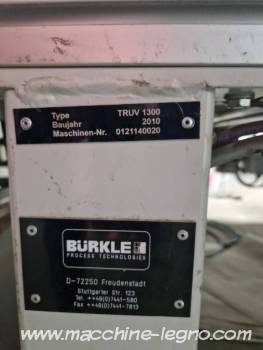 Type TRUV 1300
Baujahr 2010
Maschinen-Nr. 0121140020
BÜRKLE
PROCESS TECHNOLOGIES
D-72250 Freudenstadt
Stuttgarter Str. 123
Tel. ++49(0)7441-580
Fax ++49(0)7441-7813
www.macchine-legro.com